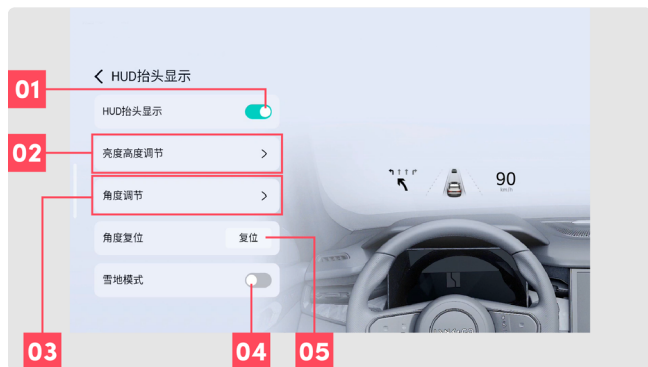 HUD抬头显示
01
HUD抬头显示
02
亮度高度调节
90
km/h
角度调节
角度复位
复位
雪地模式
03
04
05